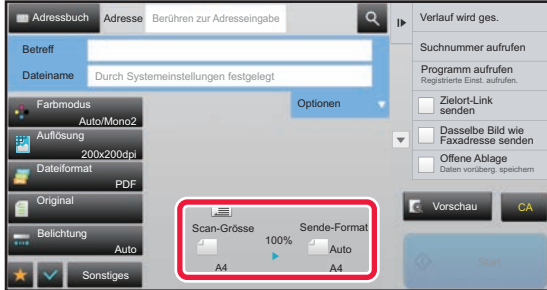 Adressbuch
Adresse
Berühren zur Adresseingabe
Betreff
Dateiname
Durch Systemeinstellungen festgelegt
Optionen
Farbmodus
Auto/Mono2
Auflösung
200x200dpi
Dateiformat
PDF
Original
Belichtung
Auto
Sonstiges
Scan-Grösse
A4
100%
Sende-Format
Auto
A4
Verlauf wird ges.
Suchnummer aufrufen
Programm aufrufen
Registrierte Einst. aufrufen.
Zielort-Link
senden
Dasselbe Bild wie
Faxadresse senden
Offene Ablage
Daten vorüberg. speichern
Vorschau
CA
Start